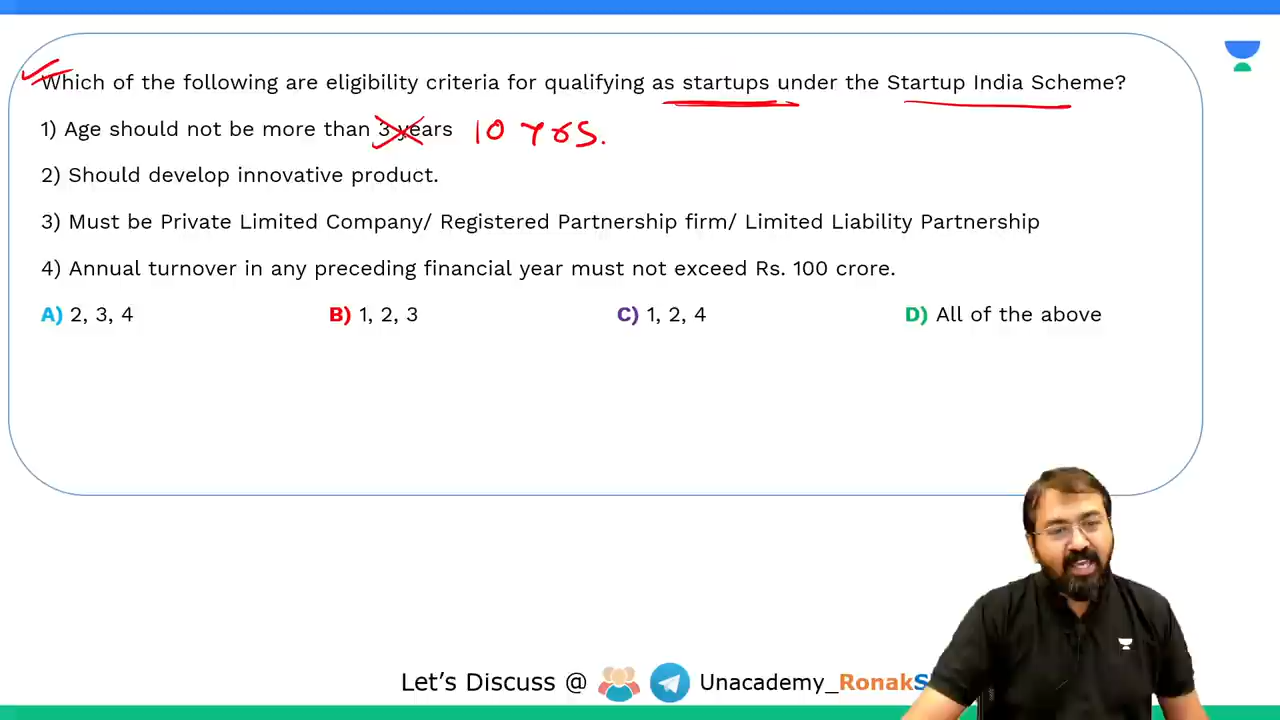 Which of the following are eligibility criteria for qualifying as startups under the Startup India Scheme?
1) Age should not be more than 3 years 10 Yrs.
2) Should develop innovative product.
3) Must be Private Limited Company/ Registered Partnership firm/ Limited Liability Partnership
4) Annual turnover in any preceding financial year must not exceed Rs. 100 crore.
A) 2, 3, 4 B) 1, 2, 3 C) 1, 2, 4 D) All of the above
Let's Discuss @ Unacademy_RonakS